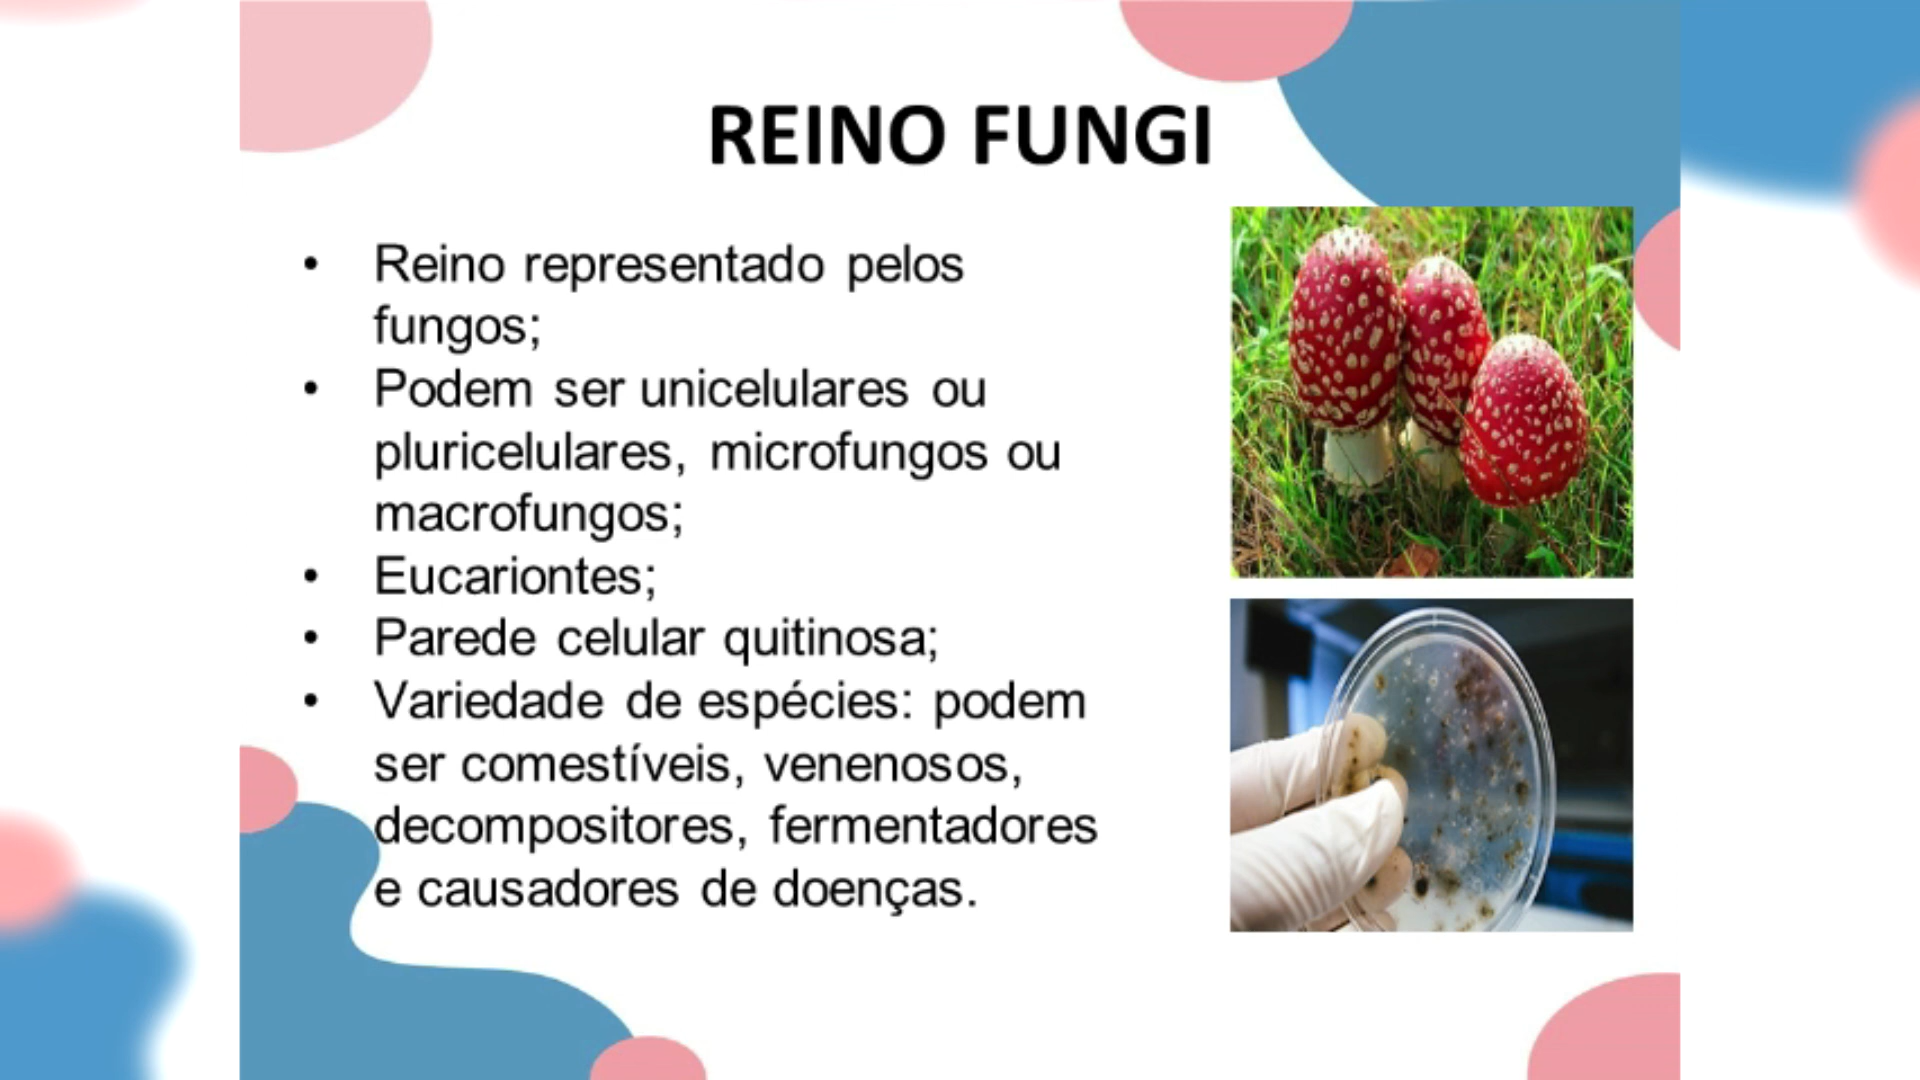 REINO FUNGI
• Reino representado pelos
fungos;
• Podem ser unicelulares ou
pluricelulares, microfungos ou
macrofungos;
• Eucariontes;
• Parede celular quitinosa;
• Variedade de espécies: podem
ser comestíveis, venenosos,
decompositores, fermentadores
e causadores de doenças.